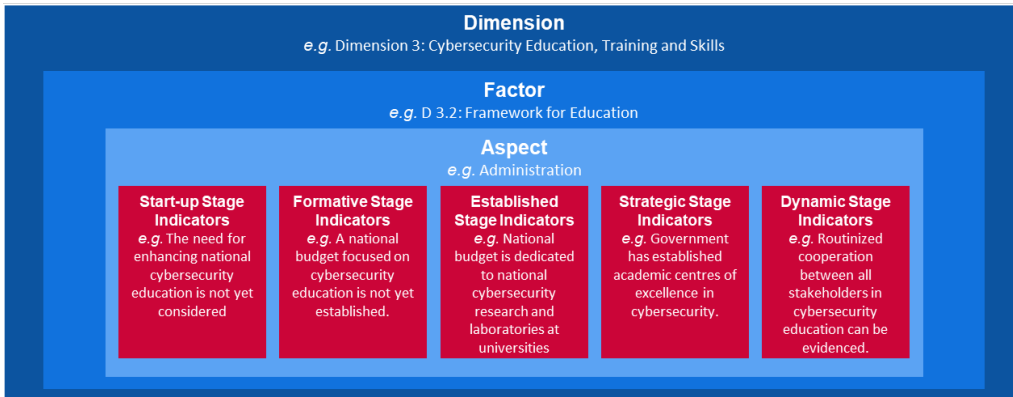 Dimension
e.g. Dimension 3: Cybersecurity Education, Training and Skills
Factor
e.g. D 3.2: Framework for Education
Aspect
e.g. Administration
Start-up Stage
Indicators
e.g. The need for
enhancing national
cybersecurity
education is not yet
considered
Formative Stage
Indicators
e.g. A national
budget focused on
cybersecurity
education is not yet
established.
Established
Stage Indicators
e.g. National
budget is dedicated
to national
cybersecurity
research and
laboratories at
universities
Strategic Stage
Indicators
e.g. Government
has established
academic centres of
excellence in
cybersecurity.
Dynamic Stage
Indicators
e.g. Routinized
cooperation
between all
stakeholders in
cybersecurity
education can be
evidenced.